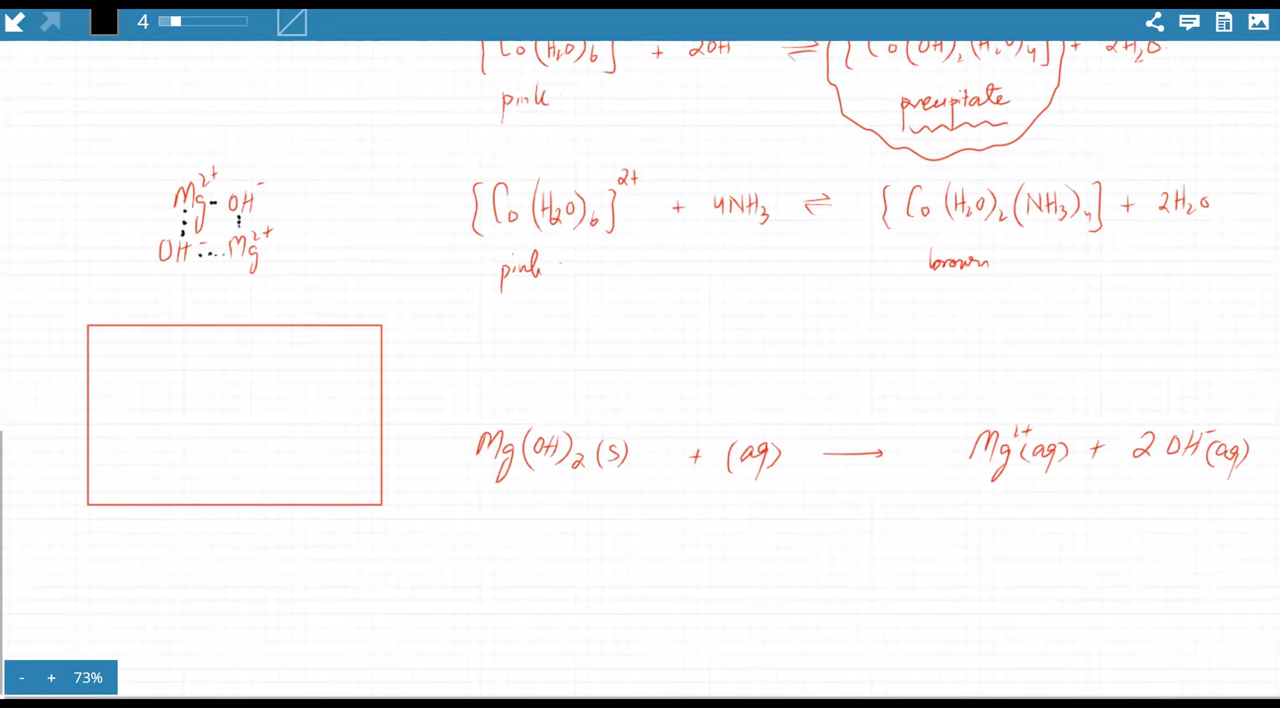 4
[Co(H₂O)₆] + 2OH ⇌ [Co(OH)₂(H₂O)₄] + 2H₂O
pink precipitate
Mg²⁺ OH⁻
OH⁻ Mg²⁺
[Co(H₂O)₆]²⁺ + 4NH₃ ⇌ [Co(H₂O)₂(NH₃)₄] + 2H₂O
pink brown
Mg(OH)₂(s) + (aq) ⟶ Mg²⁺(aq) + 2OH⁻(aq)
- + 73%